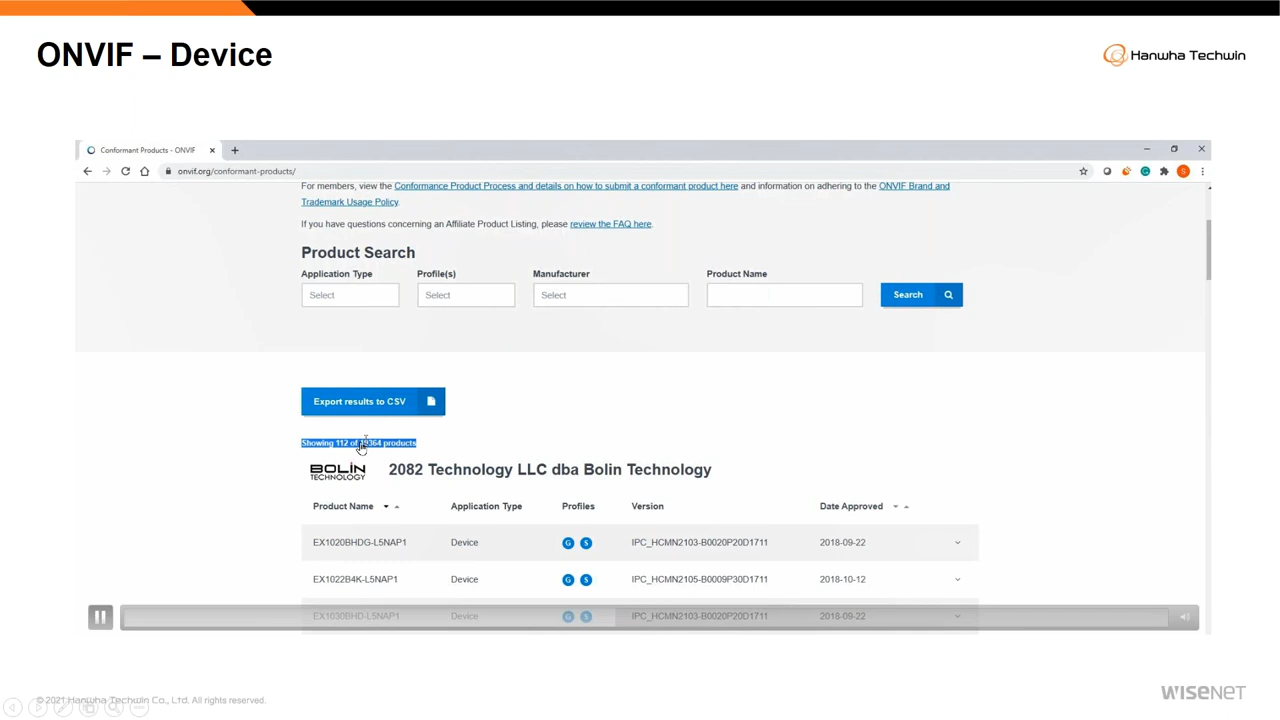 ONVIF – Device
Hanwha Techwin
Conformant Products - ONVIF
onvif.org/conformant-products/
For members, view the Conformance Product Process and details on how to submit a conformant product here and information on adhering to the ONVIF Brand and
Trademark Usage Policy.
If you have questions concerning an Affiliate Product Listing, please review the FAQ here.
Product Search
Application Type Profile(s) Manufacturer Product Name
Select Select Select Search
Export results to CSV
Showing 112 of products
BOLIN TECHNOLOGY
2082 Technology LLC dba Bolin Technology
Product Name Application Type Profiles Version Date Approved
EX1020BHDG-L5NAP1 Device G S IPC_HCMN2103-B0020P20D1711 2018-09-22
EX1022B4K-L5NAP1 Device G S IPC_HCMN2105-B0009P30D1711 2018-10-12
EX1030BHD-L5NAP1 Device G S IPC_HCMN2103-B0020P20D1711 2018-09-22
© 2021 Hanwha Techwin Co., Ltd. All rights reserved.
WISENET